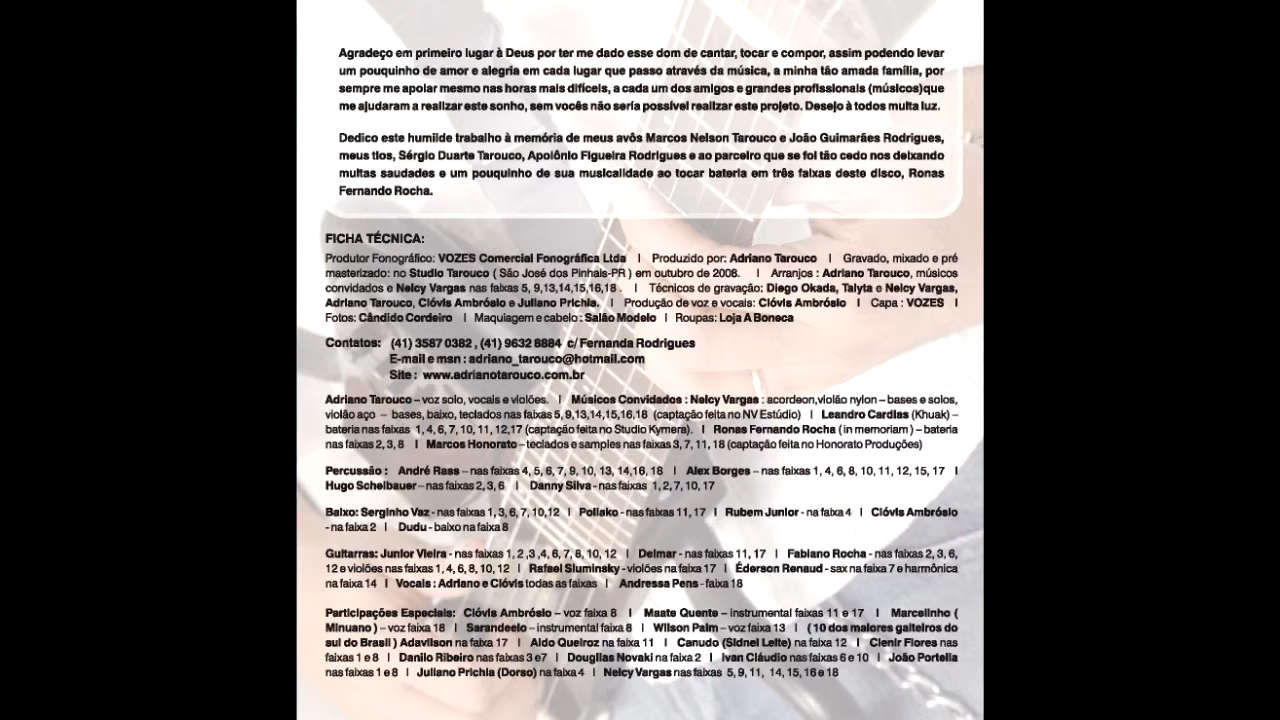 Agradeço em primeiro lugar à Deus por ter me dado esse dom de cantar, tocar e compor, assim podendo levar
um pouquinho de amor e alegria em cada lugar que passo através da música, a minha tão amada família, por
sempre me apoiar mesmo nas horas mais difíceis, a cada um dos amigos e grandes profissionais (músicos)que
me ajudaram a realizar este sonho, sem vocês não sería possível realizar este projeto. Desejo à todos muita luz.
Dedico este humilde trabalho à memória de meus avôs Marcos Nelson Tarouco e João Guimarães Rodrigues,
meus tios, Sérgio Duarte Tarouco, Apolônio Figueira Rodrigues e ao parceiro que se foi tão cedo nos deixando
muitas saudades e um pouquinho de sua musicalidade ao tocar bateria em três faixas deste disco, Ronas
Fernando Rocha.
FICHA TÉCNICA:
Produtor Fonográfico: VOZES Comercial Fonográfica Ltda | Produzido por: Adriano Tarouco | Gravado, mixado e pré
masterizado: no Studio Tarouco ( São José dos Pinhais-PR ) em outubro de 2008. | Arranjos : Adriano Tarouco, músicos
convidados e Nelcy Vargas nas faixas 5, 9,13,14,15,16,18 . | Técnicos de gravação: Diego Okada, Talyta e Nelcy Vargas,
Adriano Tarouco, Clóvis Ambrósio e Juliano Prichla. | Produção de voz e vocais: Clóvis Ambrósio | Capa : VOZES |
Fotos: Cândido Cordeiro | Maquiagem e cabelo : Salão Modelo | Roupas: Loja A Boneca
Contatos: (41) 3587 0382 , (41) 9632 8884 c/ Fernanda Rodrigues
E-mail e msn : adriano_tarouco@hotmail.com
Site : www.adrianotarouco.com.br
Adriano Tarouco – voz solo, vocais e violões. | Músicos Convidados : Nelcy Vargas : acordeon,violão nylon – bases e solos,
violão aço – bases, baixo, teclados nas faixas 5, 9,13,14,15,16,18 (captação feita no NV Estúdio) | Leandro Cardias (Khuak) –
bateria nas faixas 1, 4, 6, 7, 10, 11, 12,17 (captação feita no Studio Kymera). | Ronas Fernando Rocha ( in memoriam ) – bateria
nas faixas 2, 3, 8 | Marcos Honorato – teclados e samples nas faixas 3, 7, 11, 18 (captação feita no Honorato Produções)
Percussão : André Rass – nas faixas 4, 5, 6, 7, 9, 10, 13, 14,16, 18 | Alex Borges – nas faixas 1, 4, 6, 8, 10, 11, 12, 15, 17 |
Hugo Scheibauer – nas faixas 2, 3, 6 | Danny Silva - nas faixas 1, 2, 7, 10, 17
Baixo: Serginho Vaz - nas faixas 1, 3, 6, 7, 10,12 | Pollako - nas faixas 11, 17 | Rubem Junior - na faixa 4 | Clóvis Ambrósio
- na faixa 2 | Dudu - baixo na faixa 8
Guitarras: Junior Vieira - nas faixas 1, 2 ,3 ,4, 6, 7, 8, 10, 12 | Delmar - nas faixas 11, 17 | Fabiano Rocha - nas faixas 2, 3, 6,
12 e violões nas faixas 1, 4, 6, 8, 10, 12 | Rafael Sluminsky - violões na faixa 17 | Éderson Renaud - sax na faixa 7 e harmônica
na faixa 14 | Vocais : Adriano e Clóvis todas as faixas | Andressa Pens - faixa 18
Participações Especiais: Clóvis Ambrósio – voz faixa 8 | Maate Quente – instrumental faixas 11 e 17 | Marcelinho (
Minuano ) – voz faixa 18 | Sarandeelo – instrumental faixa 8 | Wilson Paim – voz faixa 13 | ( 10 dos maiores gaiteiros do
sul do Brasil ) Adavilson na faixa 17 | Aldo Queiroz na faixa 11 | Canudo (Sidnei Leite) na faixa 12 | Clenir Flores nas
faixas 1 e 8 | Danilo Ribeiro nas faixas 3 e7 | Dougllas Novaki na faixa 2 | Ivan Cláudio nas faixas 6 e 10 | João Portella
nas faixas 1 e 8 | Juliano Prichla (Dorso) na faixa 4 | Nelcy Vargas nas faixas 5, 9, 11, 14, 15, 16 e 18